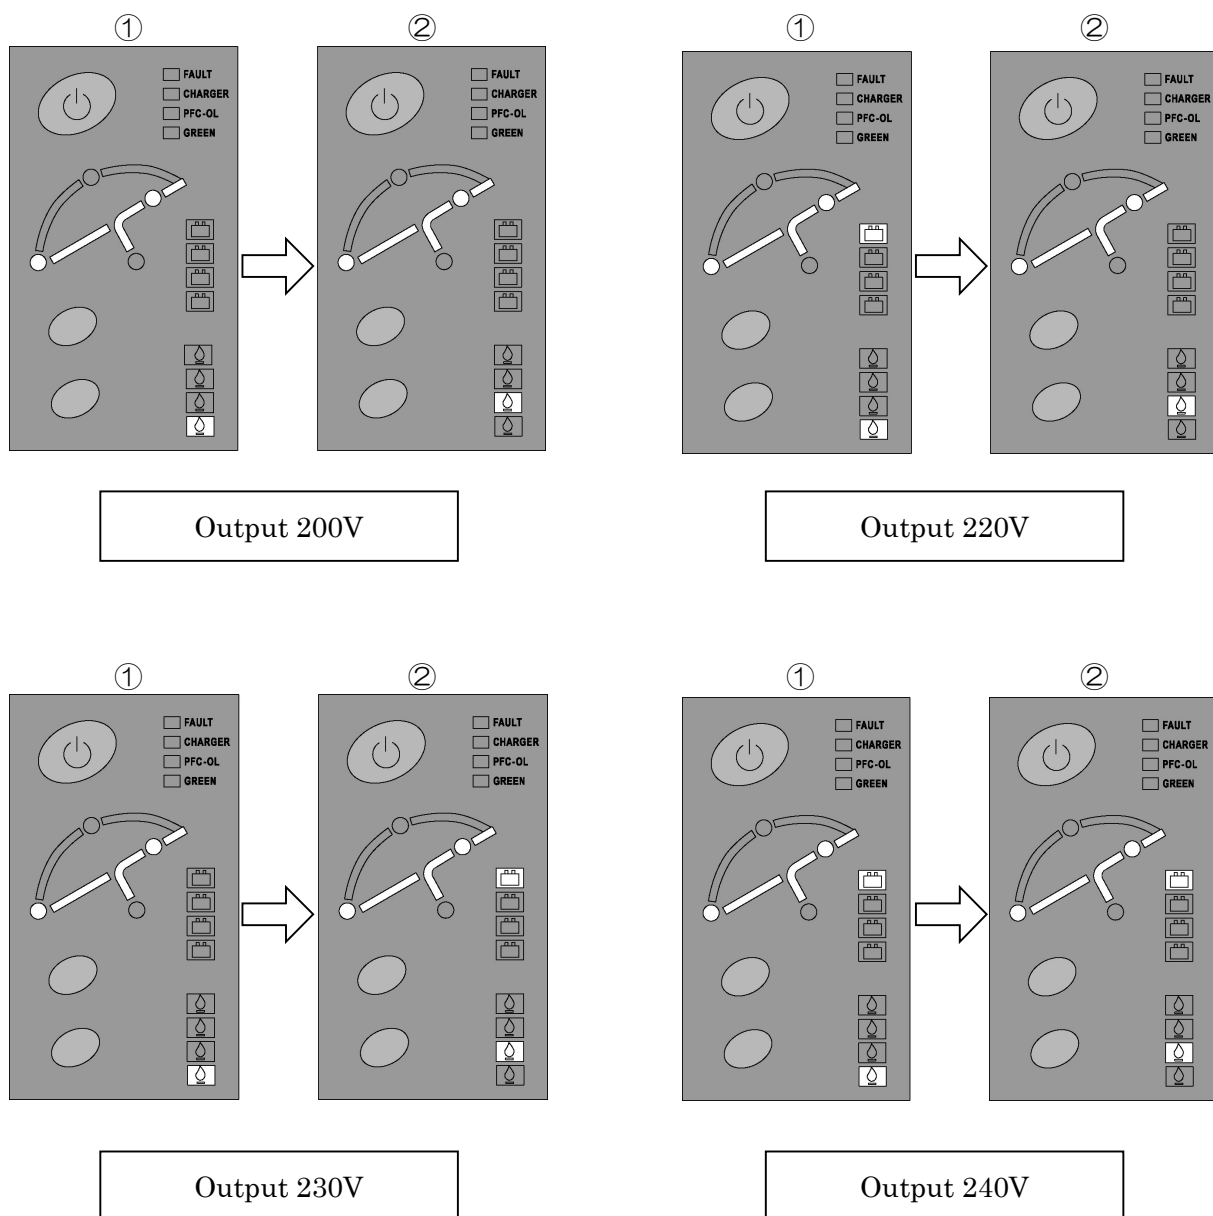 ① ②
FAULT
CHARGER
PFC-OL
GREEN
FAULT
CHARGER
PFC-OL
GREEN
Output 200V
① ②
FAULT
CHARGER
PFC-OL
GREEN
FAULT
CHARGER
PFC-OL
GREEN
Output 220V
① ②
FAULT
CHARGER
PFC-OL
GREEN
FAULT
CHARGER
PFC-OL
GREEN
Output 230V
① ②
FAULT
CHARGER
PFC-OL
GREEN
FAULT
CHARGER
PFC-OL
GREEN
Output 240V